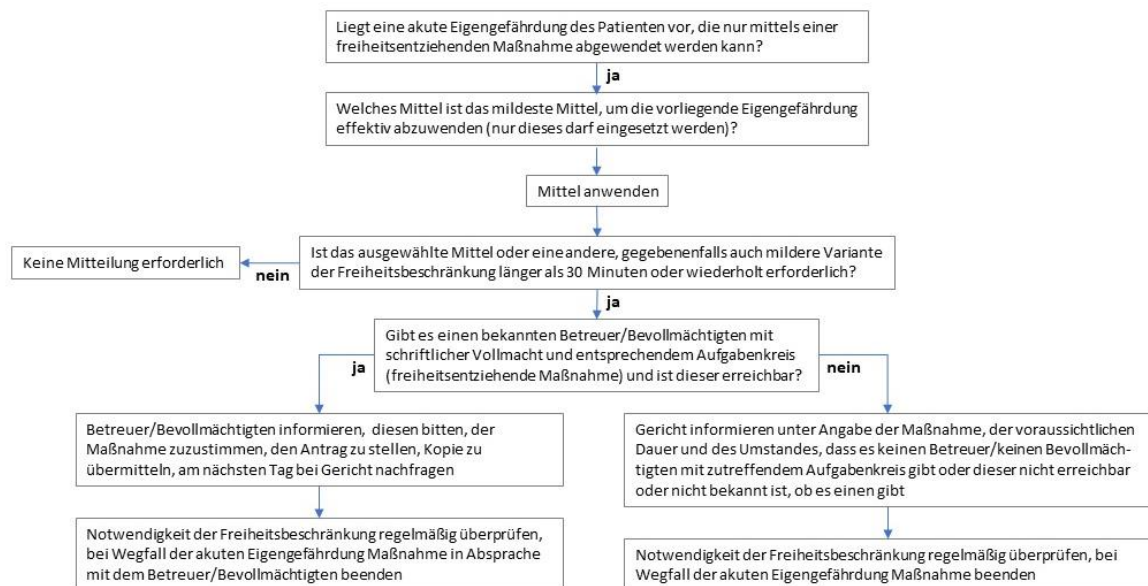 Liegt eine akute Eigengefährdung des Patienten vor, die nur mittels einer
freiheitsentziehenden Maßnahme abgewendet werden kann?
ja
Welches Mittel ist das mildeste Mittel, um die vorliegende Eigengefährdung
effektiv abzuwenden (nur dieses darf eingesetzt werden)?
Mittel anwenden
Ist das ausgewählte Mittel oder eine andere, gegebenenfalls auch mildere Variante
der Freiheitsbeschränkung länger als 30 Minuten oder wiederholt erforderlich?
nein
Keine Mitteilung erforderlich
ja
Gibt es einen bekannten Betreuer/Bevollmächtigten mit
schriftlicher Vollmacht und entsprechendem Aufgabenkreis
(freiheitsentziehende Maßnahme) und ist dieser erreichbar?
ja
Betreuer/Bevollmächtigten informieren, diesen bitten, der
Maßnahme zuzustimmen, den Antrag zu stellen, Kopie zu
übermitteln, am nächsten Tag bei Gericht nachfragen
Notwendigkeit der Freiheitsbeschränkung regelmäßig überprüfen,
bei Wegfall der akuten Eigengefährdung Maßnahme in Absprache
mit dem Betreuer/Bevollmächtigten beenden
nein
Gericht informieren unter Angabe der Maßnahme, der voraussichtlichen
Dauer und des Umstandes, dass es keinen Betreuer/keinen Bevollmäch-
tigten mit zutreffendem Aufgabenkreis gibt oder dieser nicht erreichbar
oder nicht bekannt ist, ob es einen gibt
Notwendigkeit der Freiheitsbeschränkung regelmäßig überprüfen, bei
Wegfall der akuten Eigengefährdung Maßnahme beenden